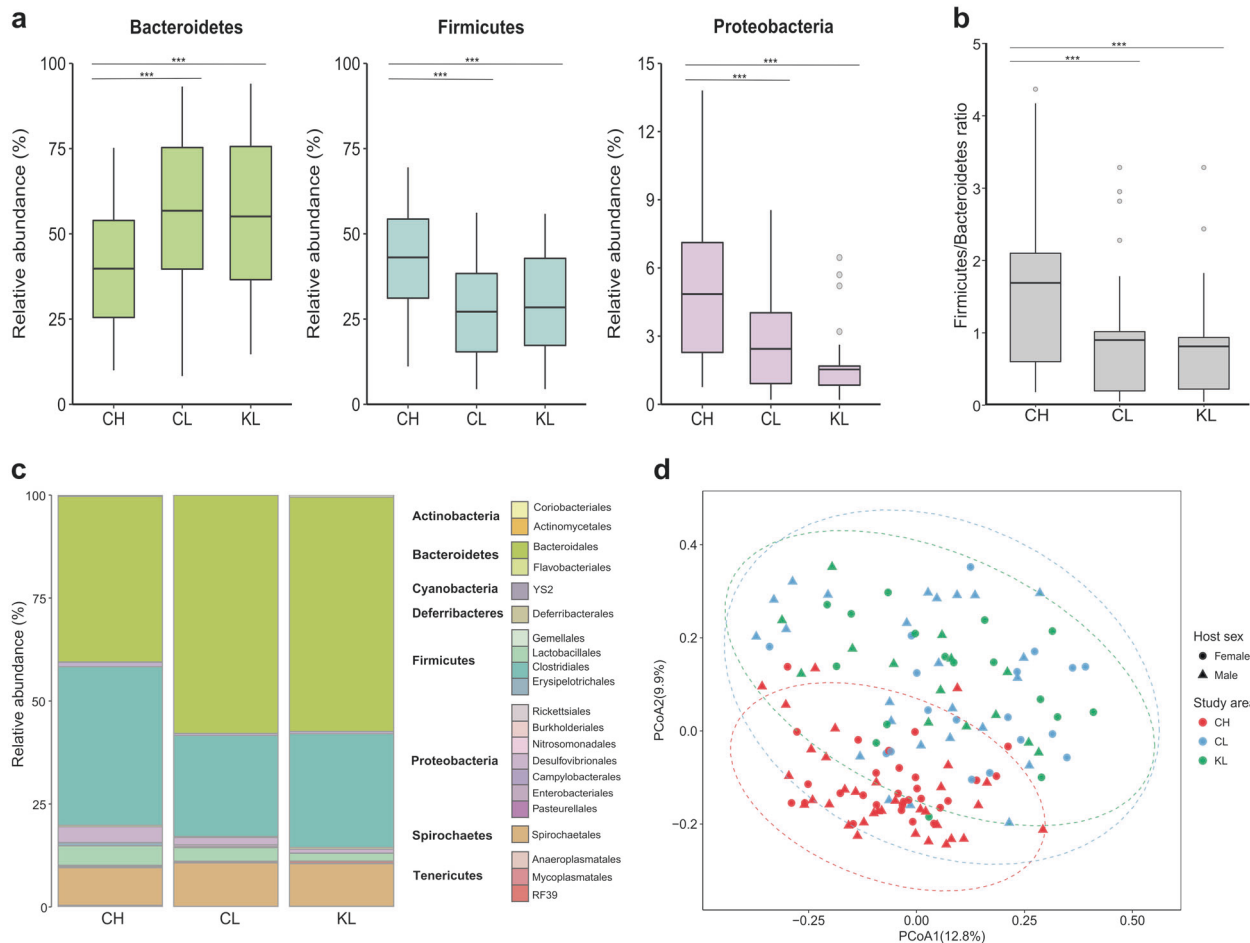 a
Bacteroidetes
Firmicutes
Proteobacteria
b
Relative abundance (%)
100
75
50
25
0
***
***
CH
CL
KL
Relative abundance (%)
100
75
50
25
0
***
***
CH
CL
KL
Relative abundance (%)
15
12
9
6
3
0
***
***
CH
CL
KL
Firmicutes/Bacteroidetes ratio
5
4
3
2
1
0
***
***
CH
CL
KL
c
Relative abundance (%)
100
75
50
25
0
CH
CL
KL
Actinobacteria
Coriobacteriales
Actinomycetales
Bacteroidetes
Bacteroidales
Flavobacteriales
Cyanobacteria
YS2
Deferribacteres
Deferribacterales
Firmicutes
Gemellales
Lactobacillales
Clostridiales
Erysipelotrichales
Proteobacteria
Rickettsiales
Burkholderiales
Nitrosomonadales
Desulfovibrionales
Campylobacterales
Enterobacteriales
Pasteurellales
Spirochaetes
Spirochaetales
Tenericutes
Anaeroplasmatales
Mycoplasmatales
RF39
d
PCoA2(9.9%)
0.4
0.2
0.0
−0.2
−0.25
0.00
0.25
0.50
PCoA1(12.8%)
Host sex
Female
Male
Study area
CH
CL
KL